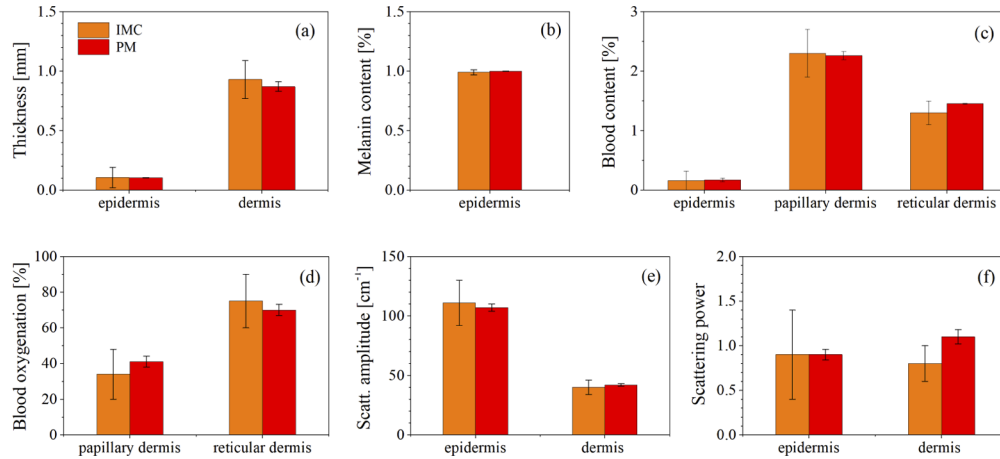 (a)
IMC
PM
Thickness [mm]
1.5
1.0
0.5
0.0
epidermis
dermis
(b)
Melanin content [%]
1.5
1.0
0.5
0.0
epidermis
(c)
Blood content [%]
3
2
1
0
epidermis
papillary dermis
reticular dermis
(d)
Blood oxygenation [%]
100
80
60
40
20
0
papillary dermis
reticular dermis
(e)
Scatt. amplitude [cm⁻¹]
150
100
50
0
epidermis
dermis
(f)
Scattering power
2.0
1.5
1.0
0.5
0.0
epidermis
dermis